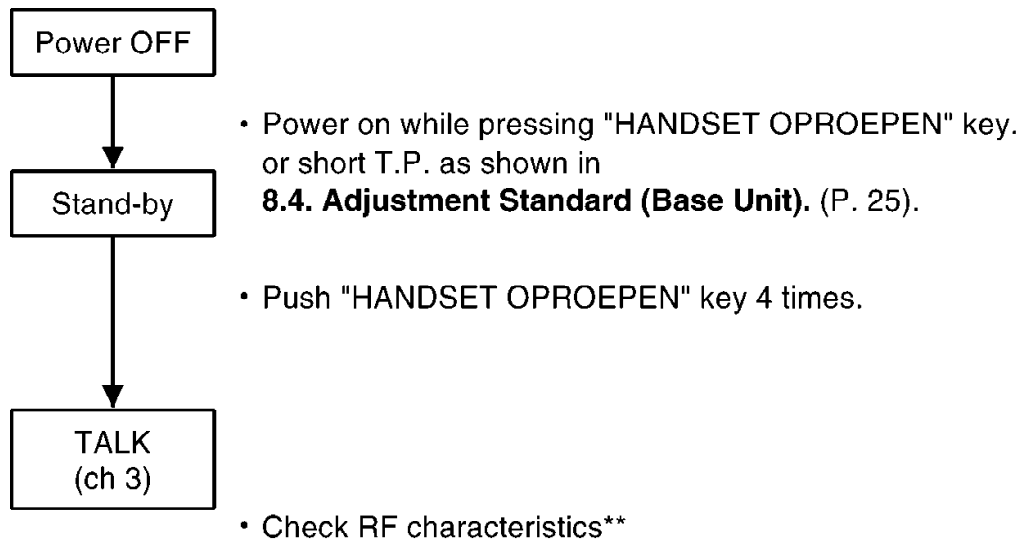 Power OFF
• Power on while pressing "HANDSET OPROEPEN" key.
or short T.P. as shown in
8.4. Adjustment Standard (Base Unit). (P. 25).
Stand-by
• Push "HANDSET OPROEPEN" key 4 times.
TALK
(ch 3)
• Check RF characteristics**